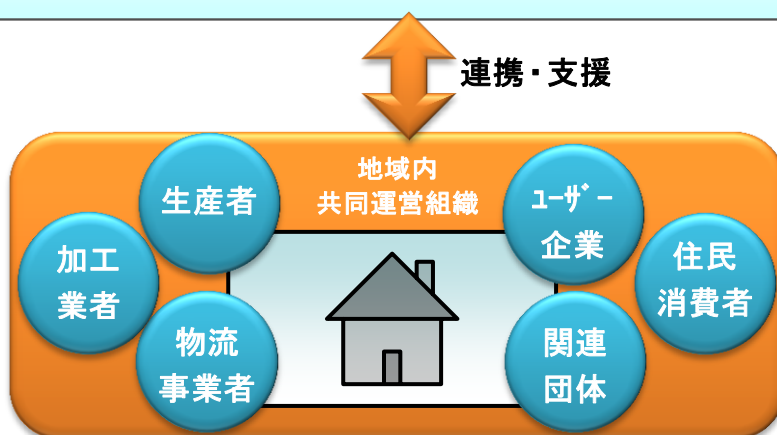 連携・支援
地域内
共同運営組織
生産者
ﾕｰｻﾞｰ
企業
加工
業者
住民
消費者
物流
事業者
関連
団体